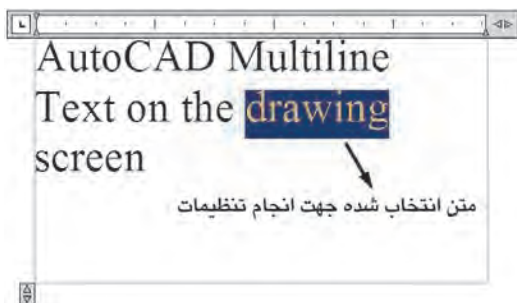 AutoCAD Multiline
Text on the drawing
screen
متن انتخاب شده جهت انجام تنظیمات